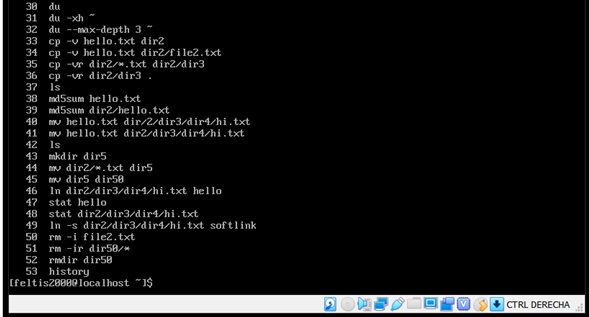 30 du
31 du -xh ~
32 du --max-depth 3 ~
33 cp -v hello.txt dir2
34 cp -v hello.txt dir2/file2.txt
35 cp -vr dir2/*.txt dir2/dir3
36 cp -vr dir2/dir3 .
37 ls
38 md5sum hello.txt
39 md5sum dir2/hello.txt
40 mv hello.txt dir/2/dir3/dir4/hi.txt
41 mv hello.txt dir2/dir3/dir4/hi.txt
42 ls
43 mkdir dir5
44 mv dir2/*.txt dir5
45 mv dir5 dir50
46 ln dir2/dir3/dir4/hi.txt hello
47 stat hello
48 stat dir2/dir3/dir4/hi.txt
49 ln -s dir2/dir3/dir4/hi.txt softlink
50 rm -i file2.txt
51 rm -ir dir50/*
52 rmdir dir50
53 history
[feltis2000@localhost ~]$
CTRL DERECHA